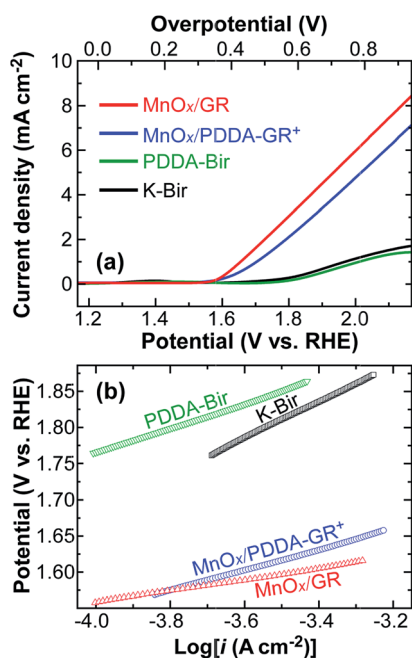 Overpotential (V)
0.0 0.2 0.4 0.6 0.8
Current density (mA cm-2)
10
8
6
4
2
0
MnOx/GR
MnOx/PDDA-GR+
PDDA-Bir
K-Bir
(a)
1.2 1.4 1.6 1.8 2.0
Potential (V vs. RHE)
(b)
Potential (V vs. RHE)
1.85
1.80
1.75
1.65
1.60
PDDA-Bir
K-Bir
MnOx/PDDA-GR+
MnOx/GR
-4.0 -3.8 -3.6 -3.4 -3.2
Log[i (A cm-2)]